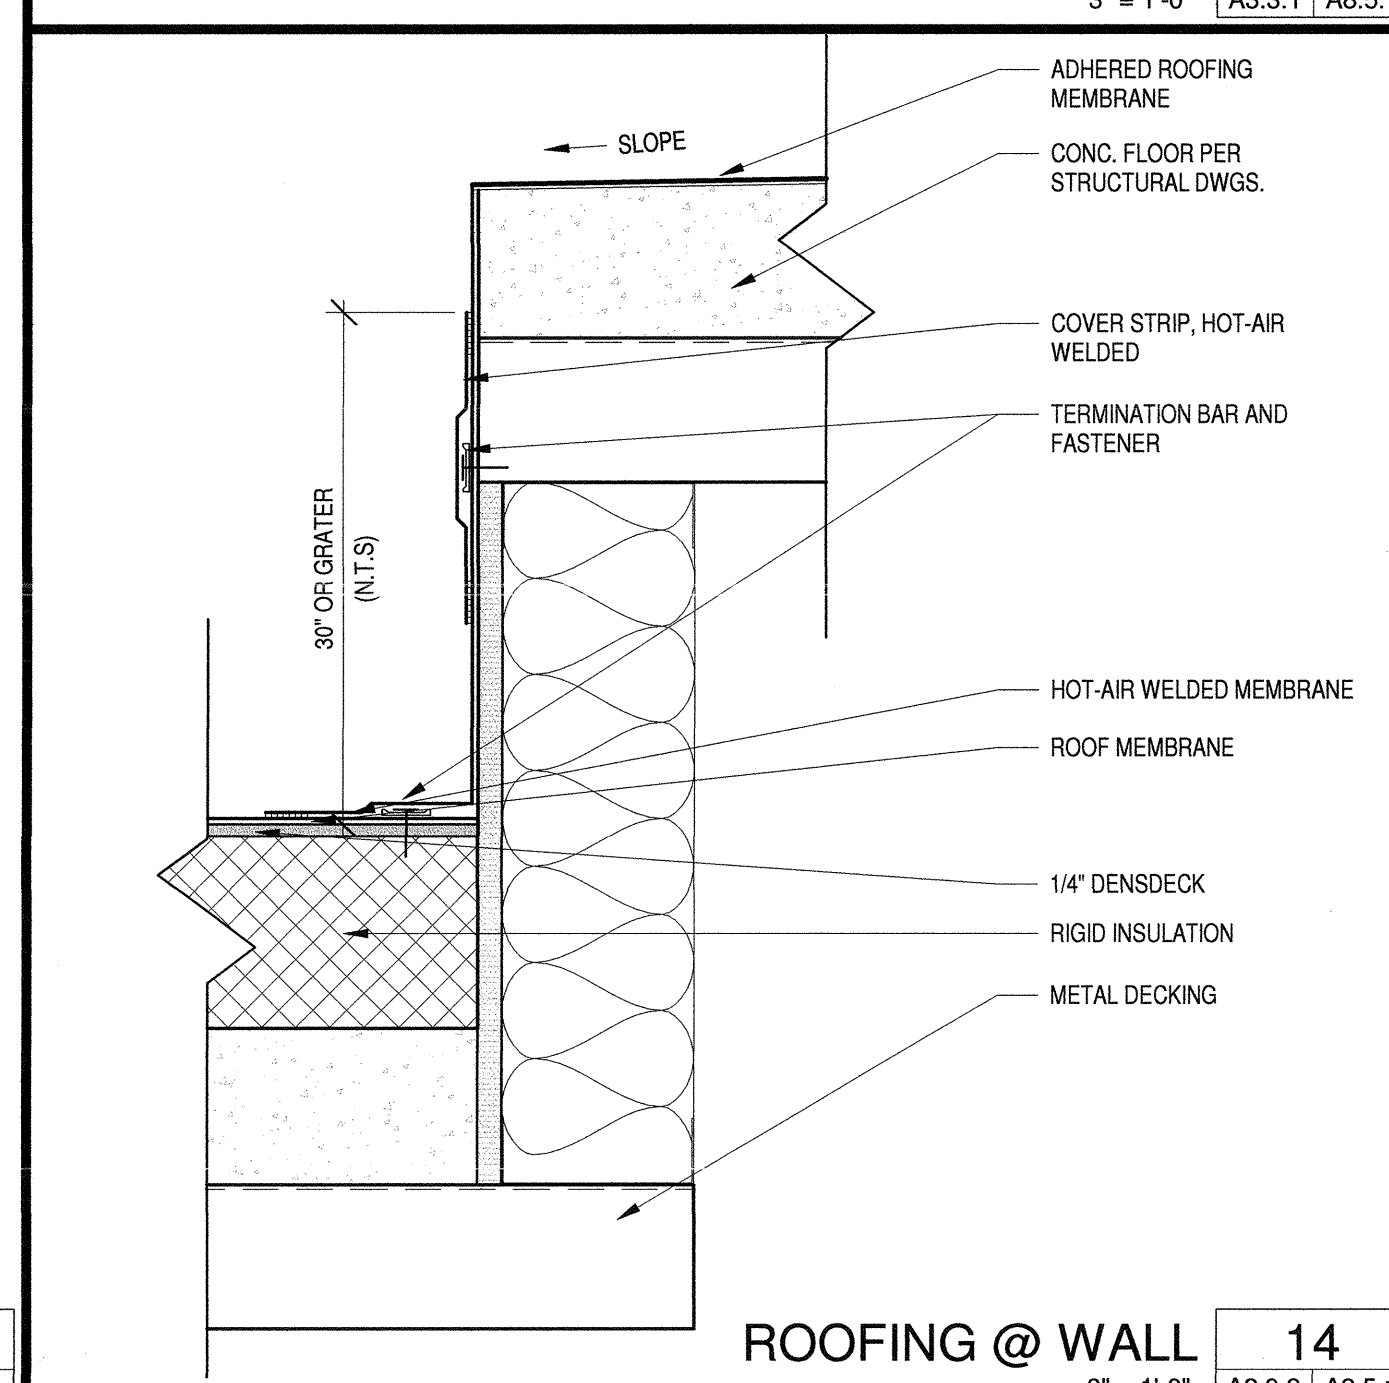 SLOPE
ADHERED ROOFING
MEMBRANE
CONC. FLOOR PER
STRUCTURAL DWGS.
COVER STRIP, HOT-AIR
WELDED
TERMINATION BAR AND
FASTENER
30" OR GRATER
(N.T.S)
HOT-AIR WELDED MEMBRANE
ROOF MEMBRANE
1/4" DENSDECK
RIGID INSULATION
METAL DECKING
ROOFING @ WALL
14